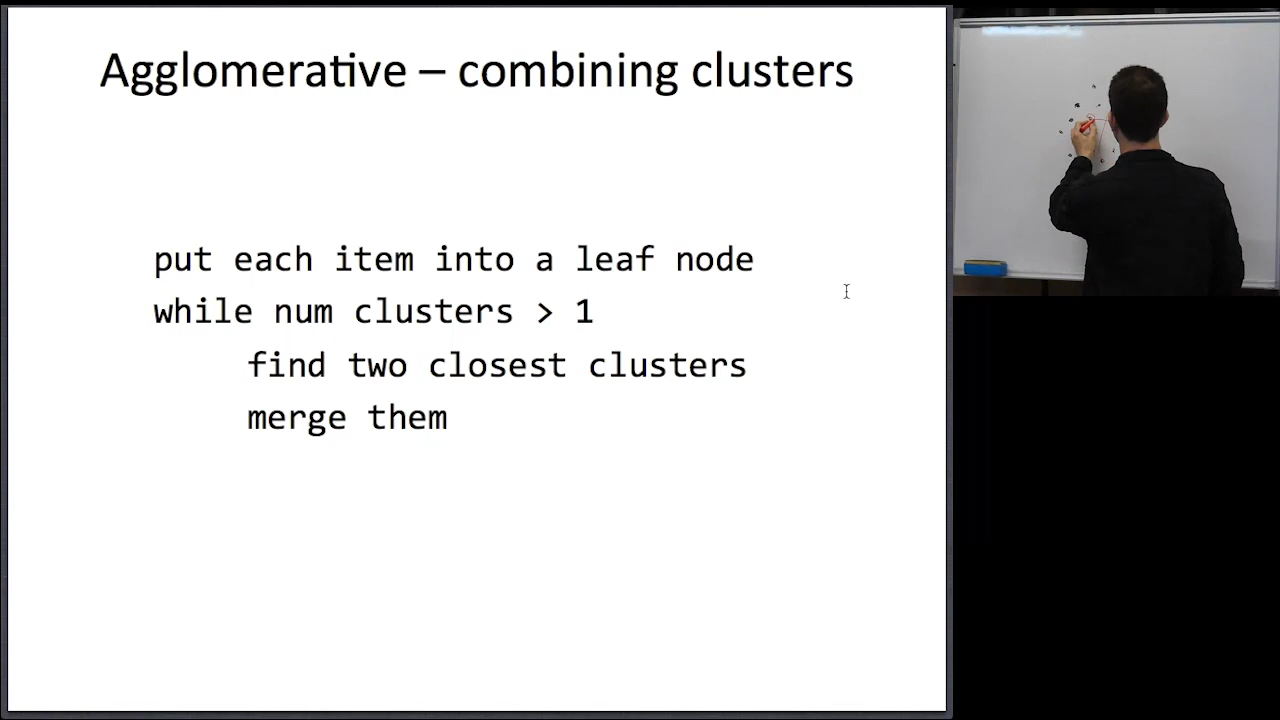 Agglomerative – combining clusters
put each item into a leaf node
while num clusters > 1
find two closest clusters
merge them